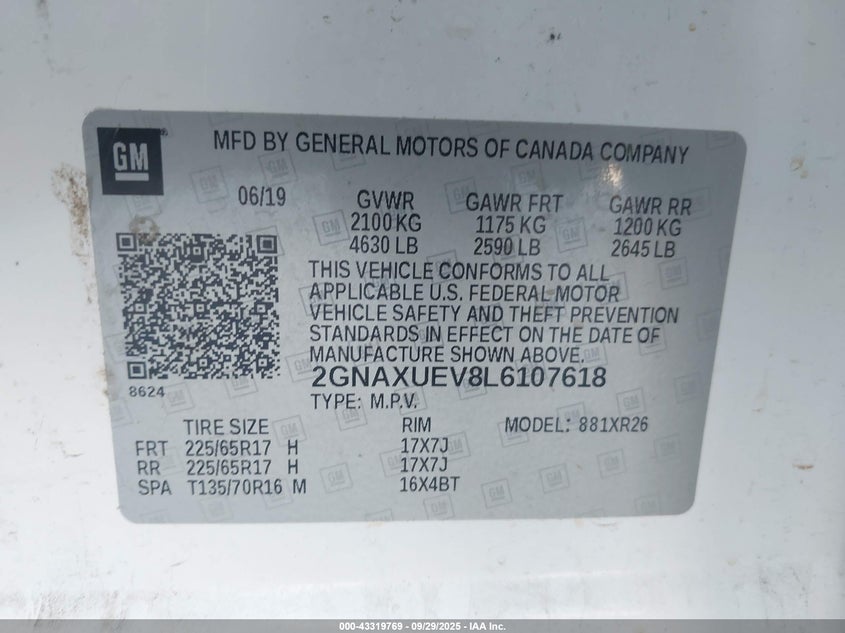 GM
MFD BY GENERAL MOTORS OF CANADA COMPANY
06/19 GVWR GAWR FRT GAWR RR
2100 KG 1175 KG 1200 KG
4630 LB 2590 LB 2645 LB
THIS VEHICLE CONFORMS TO ALL
APPLICABLE U.S. FEDERAL MOTOR
VEHICLE SAFETY AND THEFT PREVENTION
STANDARDS IN EFFECT ON THE DATE OF
MANUFACTURE SHOWN ABOVE.
8624
2GNAXUEV8L6107618
TYPE: M.P.V.
TIRE SIZE RIM MODEL: 881XR26
FRT 225/65R17 H 17X7J
RR 225/65R17 H 17X7J
SPA T135/70R16 M 16X4BT
000-43319769 - 09/29/2025 - IAA Inc.